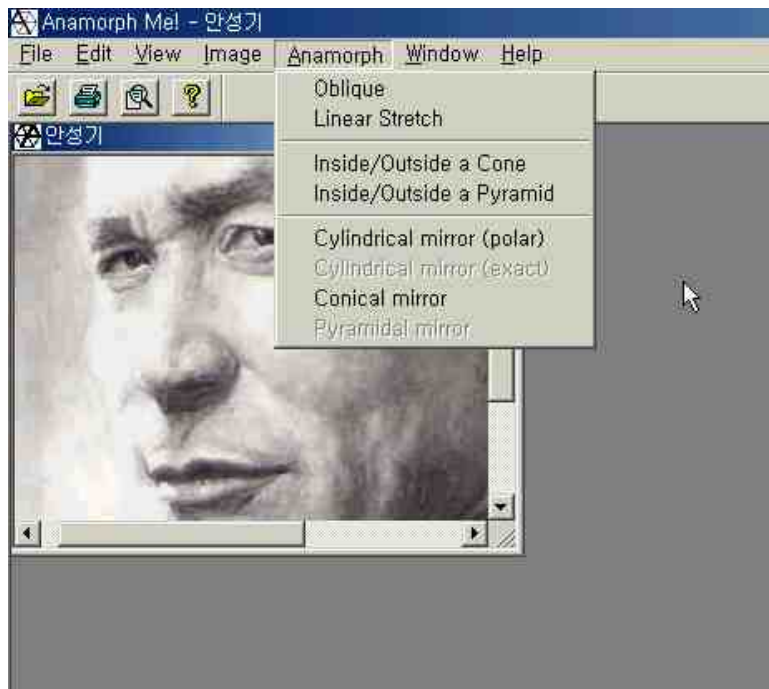 Anamorph Me! - 안성기
File Edit View Image Anamorph Window Help
Oblique
Linear Stretch
Inside/Outside a Cone
Inside/Outside a Pyramid
Cylindrical mirror (polar)
Cylindrical mirror (exact)
Conical mirror
Pyramidal mirror
안성기